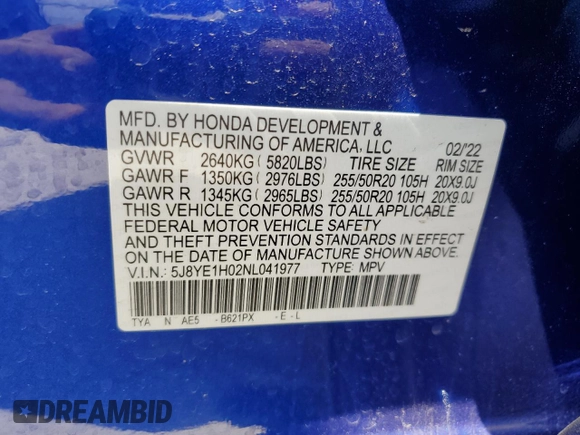 MFD. BY HONDA DEVELOPMENT &
MANUFACTURING OF AMERICA, LLC 02/'22
GVWR 2640KG (5820LBS) TIRE SIZE RIM SIZE
GAWR F 1350KG (2976LBS) 255/50R20 105H 20X9.0J
GAWR R 1345KG (2965LBS) 255/50R20 105H 20X9.0J
THIS VEHICLE CONFORMS TO ALL APPLICABLE
FEDERAL MOTOR VEHICLE SAFETY
AND THEFT PREVENTION STANDARDS IN EFFECT
ON THE DATE OF MANUFACTURE SHOWN ABOVE.
V.I.N.: 5J8YE1H02NL041977 TYPE: MPV
TYA N AE5 -B621PX -E-L
DREAMBID